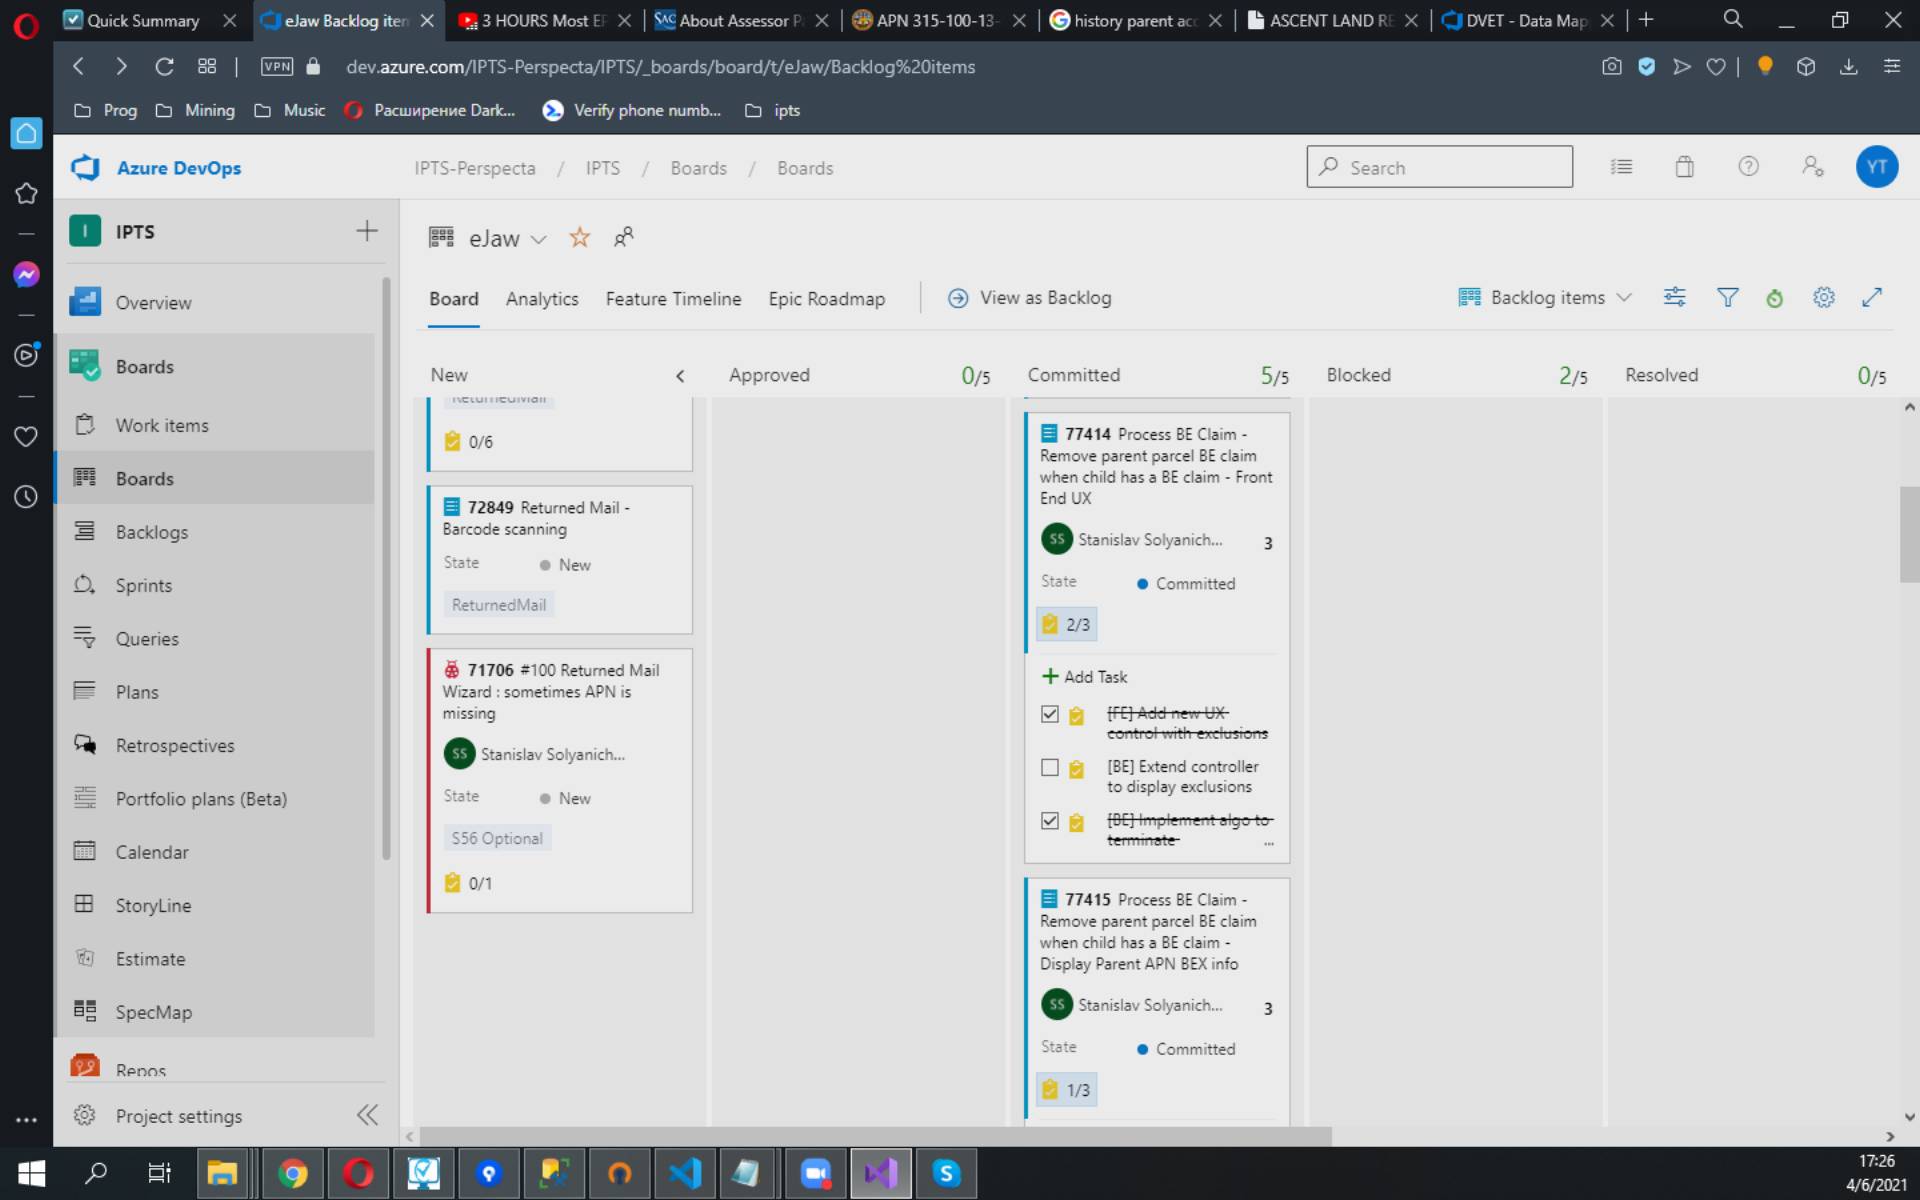 Quick Summary
eJaw Backlog iten
3 HOURS Most EP
SAC About Assessor Pa
APN 315-100-13-
history parent acc
ASCENT LAND RE
DVET - Data Map
VPN
dev.azure.com/IPTS-Perspecta/IPTS/_boards/board/t/eJaw/Backlog%20items
Prog
Mining
Music
Расширение Dark...
Verify phone numb...
ipts
Azure DevOps
IPTS-Perspecta / IPTS / Boards / Boards
Search
YT
I IPTS
Overview
Boards
Work items
Boards
Backlogs
Sprints
Queries
Plans
Retrospectives
Portfolio plans (Beta)
Calendar
StoryLine
Estimate
SpecMap
Repos
Project settings
eJaw
Board
Analytics
Feature Timeline
Epic Roadmap
View as Backlog
Backlog items
New
Approved 0/5
Committed 5/5
Blocked 2/5
Resolved 0/5
ReturnedMail
0/6
72849 Returned Mail -
Barcode scanning
State New
ReturnedMail
71706 #100 Returned Mail
Wizard : sometimes APN is
missing
SS Stanislav Solyanich...
State New
S56 Optional
0/1
77414 Process BE Claim -
Remove parent parcel BE claim
when child has a BE claim - Front
End UX
SS Stanislav Solyanich... 3
State Committed
2/3
Add Task
[FE] Add new UX
control with exclusions
[BE] Extend controller
to display exclusions
[BE] Implement algo to
terminate ...
77415 Process BE Claim -
Remove parent parcel BE claim
when child has a BE claim -
Display Parent APN BEX info
SS Stanislav Solyanich... 3
State Committed
1/3
17:26
4/6/2021